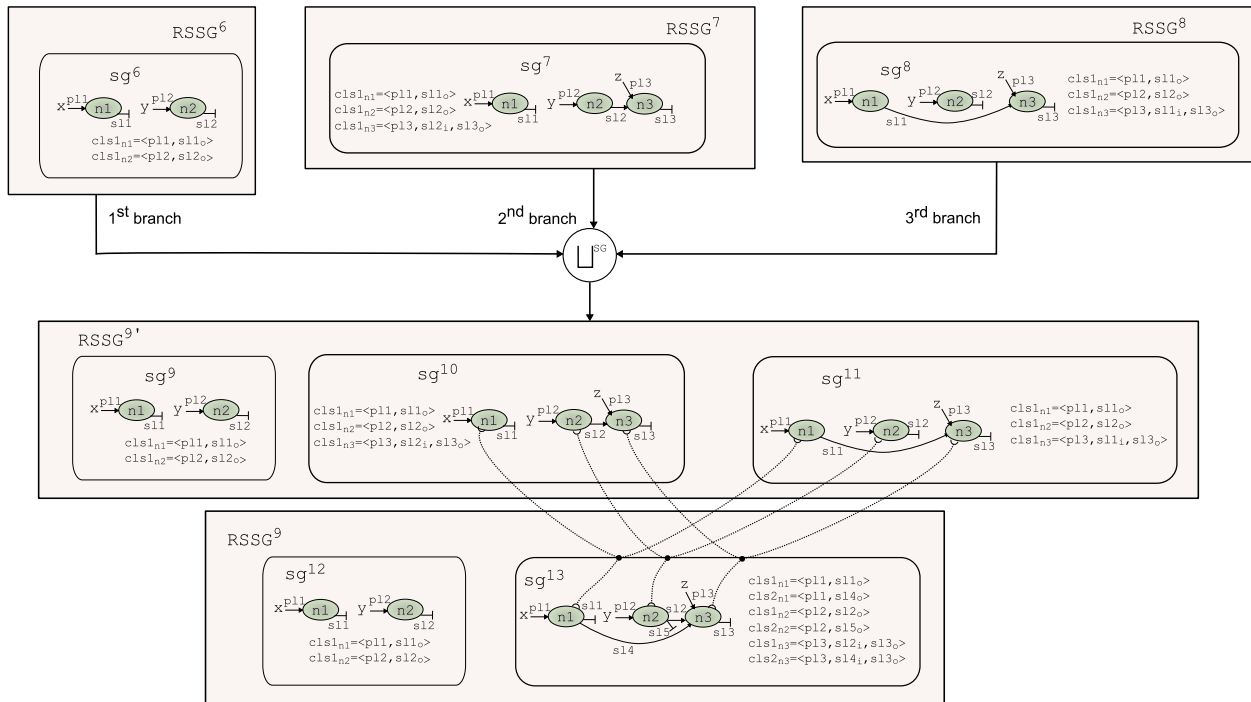 RSSG⁶
sg⁶
x pl1 n1 sl1 y pl2 n2 sl2
cls1ₙ₁=<pl1,sl1ₒ>
cls1ₙ₂=<pl2,sl2ₒ>
RSSG⁷
sg⁷
cls1ₙ₁=<pl1,sl1ₒ>
cls1ₙ₂=<pl2,sl2ₒ>
cls1ₙ₃=<pl3,sl2ᵢ,sl3ₒ>
x pl1 n1 sl1 y pl2 n2 sl2 z pl3 n3 sl3
RSSG⁸
sg⁸
x pl1 n1 sl1 y pl2 n2 sl2 z pl3 n3 sl3
cls1ₙ₁=<pl1,sl1ₒ>
cls1ₙ₂=<pl2,sl2ₒ>
cls1ₙ₃=<pl3,sl1ᵢ,sl3ₒ>
1ˢᵗ branch
2ⁿᵈ branch
3ʳᵈ branch
⊔ˢᴳ
RSSG⁹'
sg⁹
x pl1 n1 sl1 y pl2 n2 sl2
cls1ₙ₁=<pl1,sl1ₒ>
cls1ₙ₂=<pl2,sl2ₒ>
sg¹⁰
cls1ₙ₁=<pl1,sl1ₒ>
cls1ₙ₂=<pl2,sl2ₒ>
cls1ₙ₃=<pl3,sl2ᵢ,sl3ₒ>
x pl1 n1 sl1 y pl2 n2 sl2 z pl3 n3 sl3
sg¹¹
x pl1 n1 sl1 y pl2 n2 sl2 z pl3 n3 sl3
cls1ₙ₁=<pl1,sl1ₒ>
cls1ₙ₂=<pl2,sl2ₒ>
cls1ₙ₃=<pl3,sl1ᵢ,sl3ₒ>
RSSG⁹
sg¹²
x pl1 n1 sl1 y pl2 n2 sl2
cls1ₙ₁=<pl1,sl1ₒ>
cls1ₙ₂=<pl2,sl2ₒ>
sg¹³
x pl1 n1 sl1 sl4 y pl2 n2 sl2 sl5 z pl3 n3 sl3
cls1ₙ₁=<pl1,sl1ₒ>
cls2ₙ₁=<pl1,sl4ₒ>
cls1ₙ₂=<pl2,sl2ₒ>
cls2ₙ₂=<pl2,sl5ₒ>
cls1ₙ₃=<pl3,sl2ᵢ,sl3ₒ>
cls2ₙ₃=<pl3,sl4ᵢ,sl3ₒ>